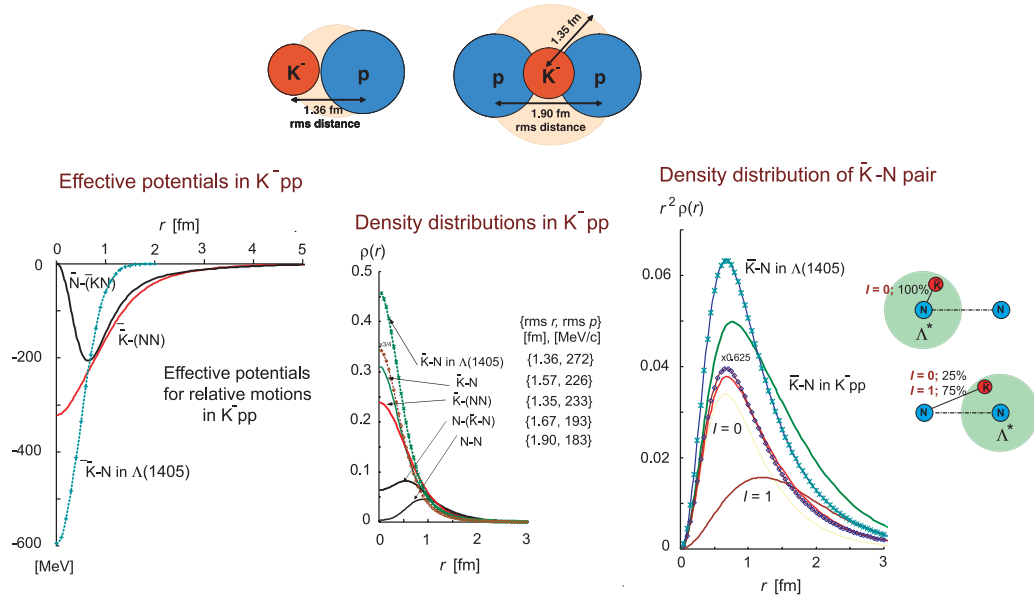 K⁻
p
1.36 fm
rms distance
p
K⁻
p
1.35 fm
1.90 fm
rms distance
Effective potentials in K⁻pp
r [fm]
0 1 2 3 4 5
0
-200
-400
-600
[MeV]
N-(K̄N)
K̄-(NN)
Effective potentials
for relative motions
in K⁻pp
K̄-N in Λ(1405)
Density distributions in K⁻pp
ρ(r)
0.5
0.4
0.3
0.2
0.1
0
0 1 2 3
r [fm]
x3/4
{rms r, rms p}
[fm], [MeV/c]
K̄-N in Λ(1405) {1.36, 272}
K̄-N {1.57, 226}
K̄-(NN) {1.35, 233}
N-(K̄-N) {1.67, 193}
N-N {1.90, 183}
Density distribution of K̄-N pair
r² ρ(r)
0.06
0.04
0.02
0
0 1 2 3
r [fm]
K̄-N in Λ(1405)
x0.625
K̄-N in K⁻pp
I = 0
I = 1
I = 0; 100%
K̄
N
N
Λ*
I = 0; 25%
I = 1; 75%
K̄
N
N
Λ*